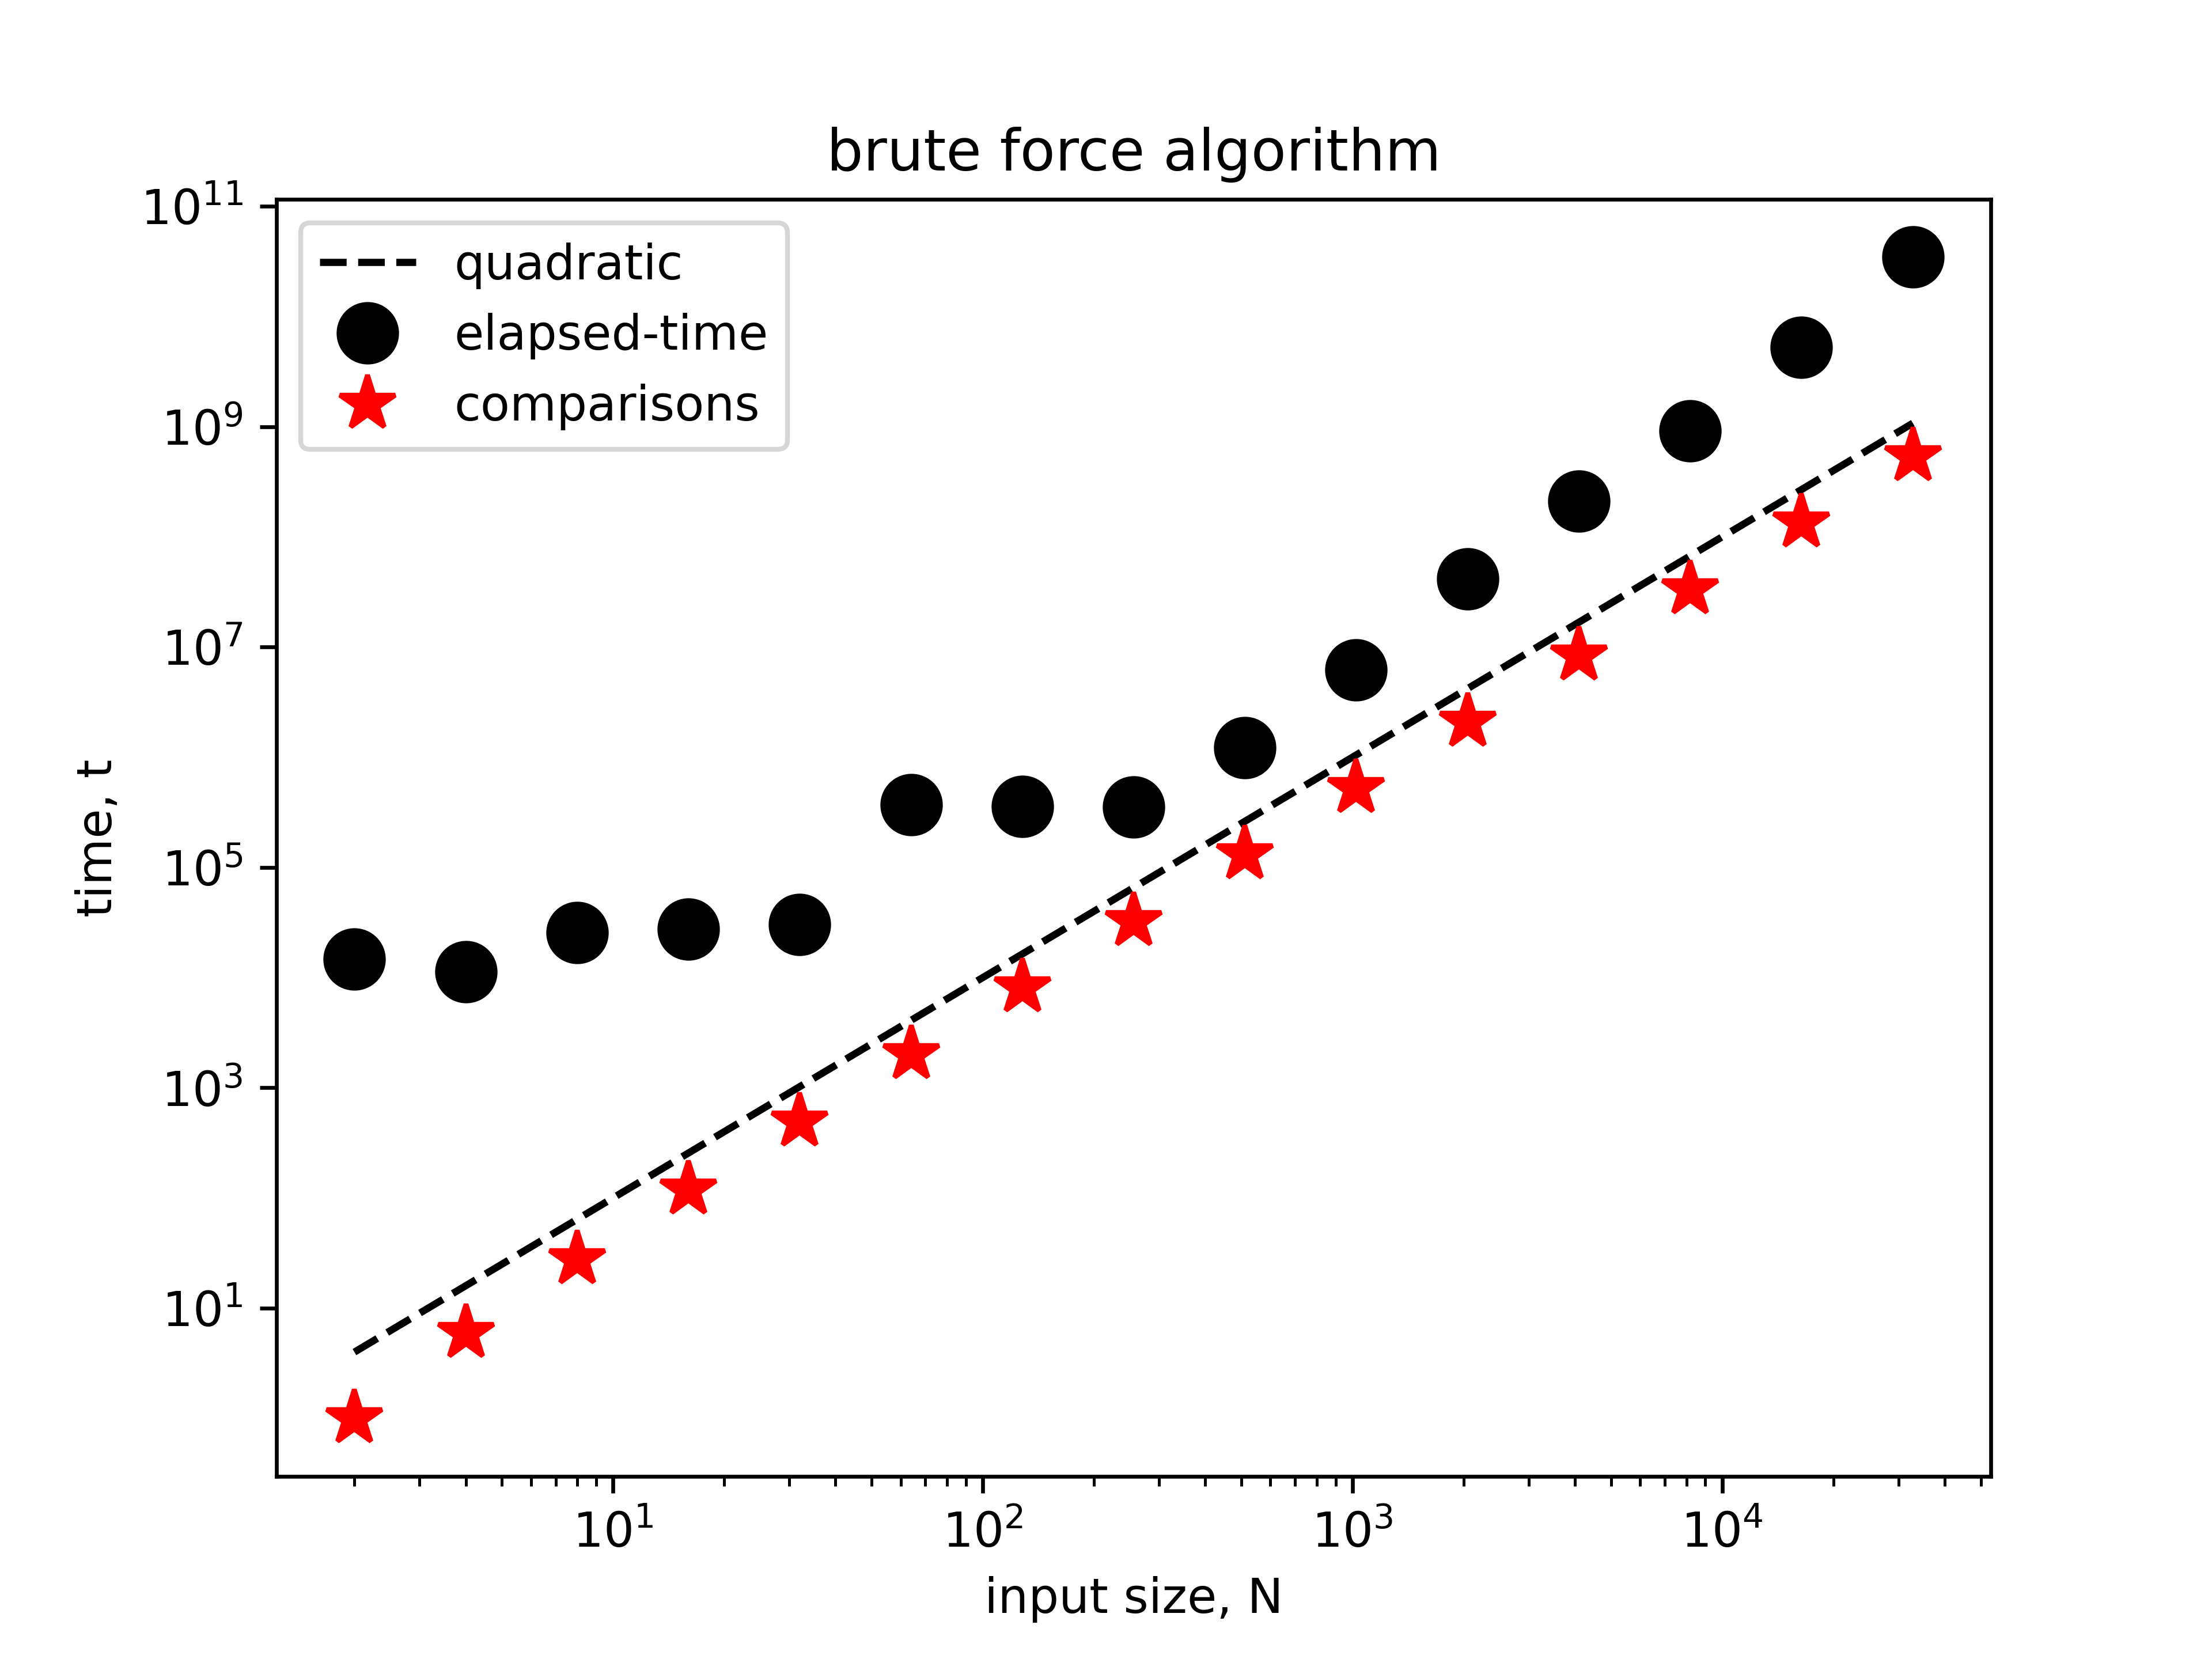 brute force algorithm
quadratic
elapsed-time
comparisons
10¹¹
10⁹
10⁷
10⁵
10³
10¹
time, t
10¹ 10² 10³ 10⁴
input size, N